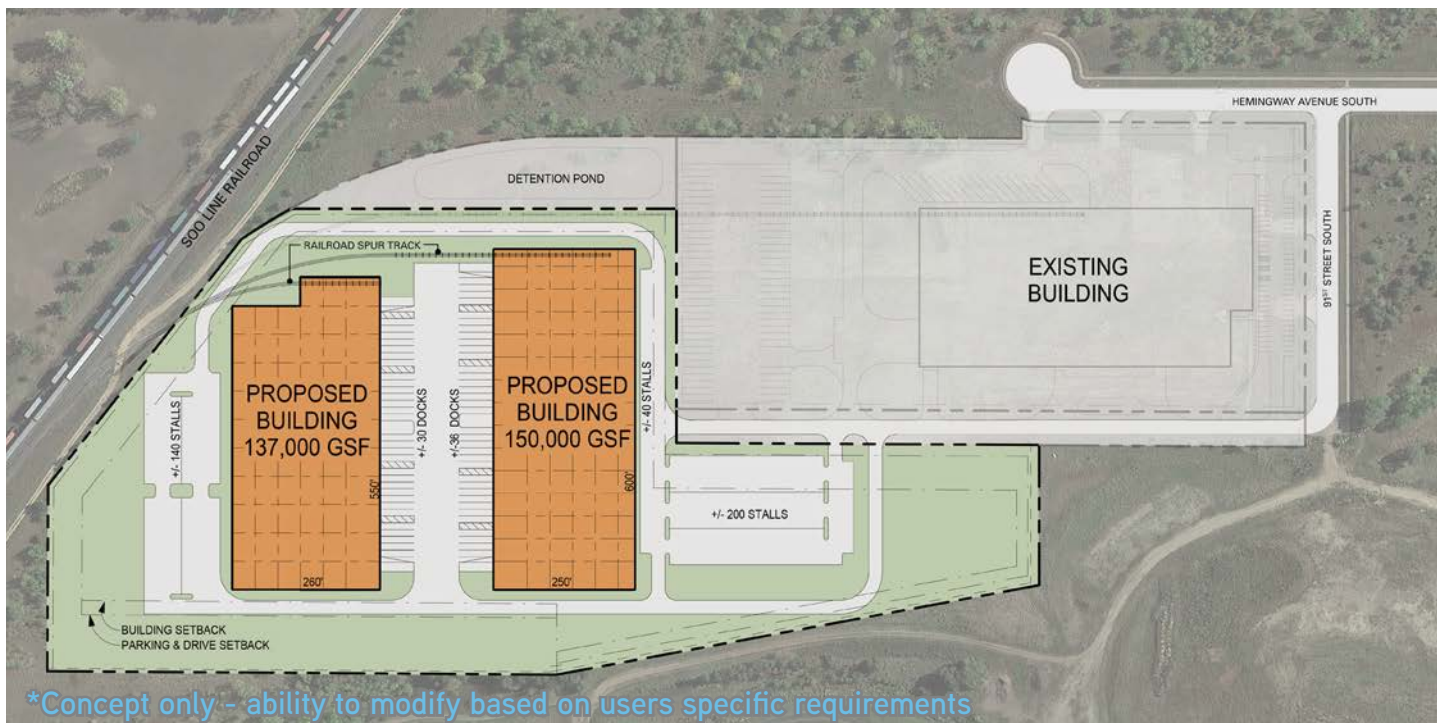 HEMINGWAY AVENUE SOUTH
SOO LINE RAILROAD
DETENTION POND
RAILROAD SPUR TRACK
EXISTING
BUILDING
91ST STREET SOUTH
PROPOSED
BUILDING
137,000 GSF
PROPOSED
BUILDING
150,000 GSF
+/- 140 STALLS
+/- 30 DOCKS
+/-36 DOCKS
+/- 40 STALLS
550'
600'
+/- 200 STALLS
260'
250'
BUILDING SETBACK
PARKING & DRIVE SETBACK
*Concept only - ability to modify based on users specific requirements